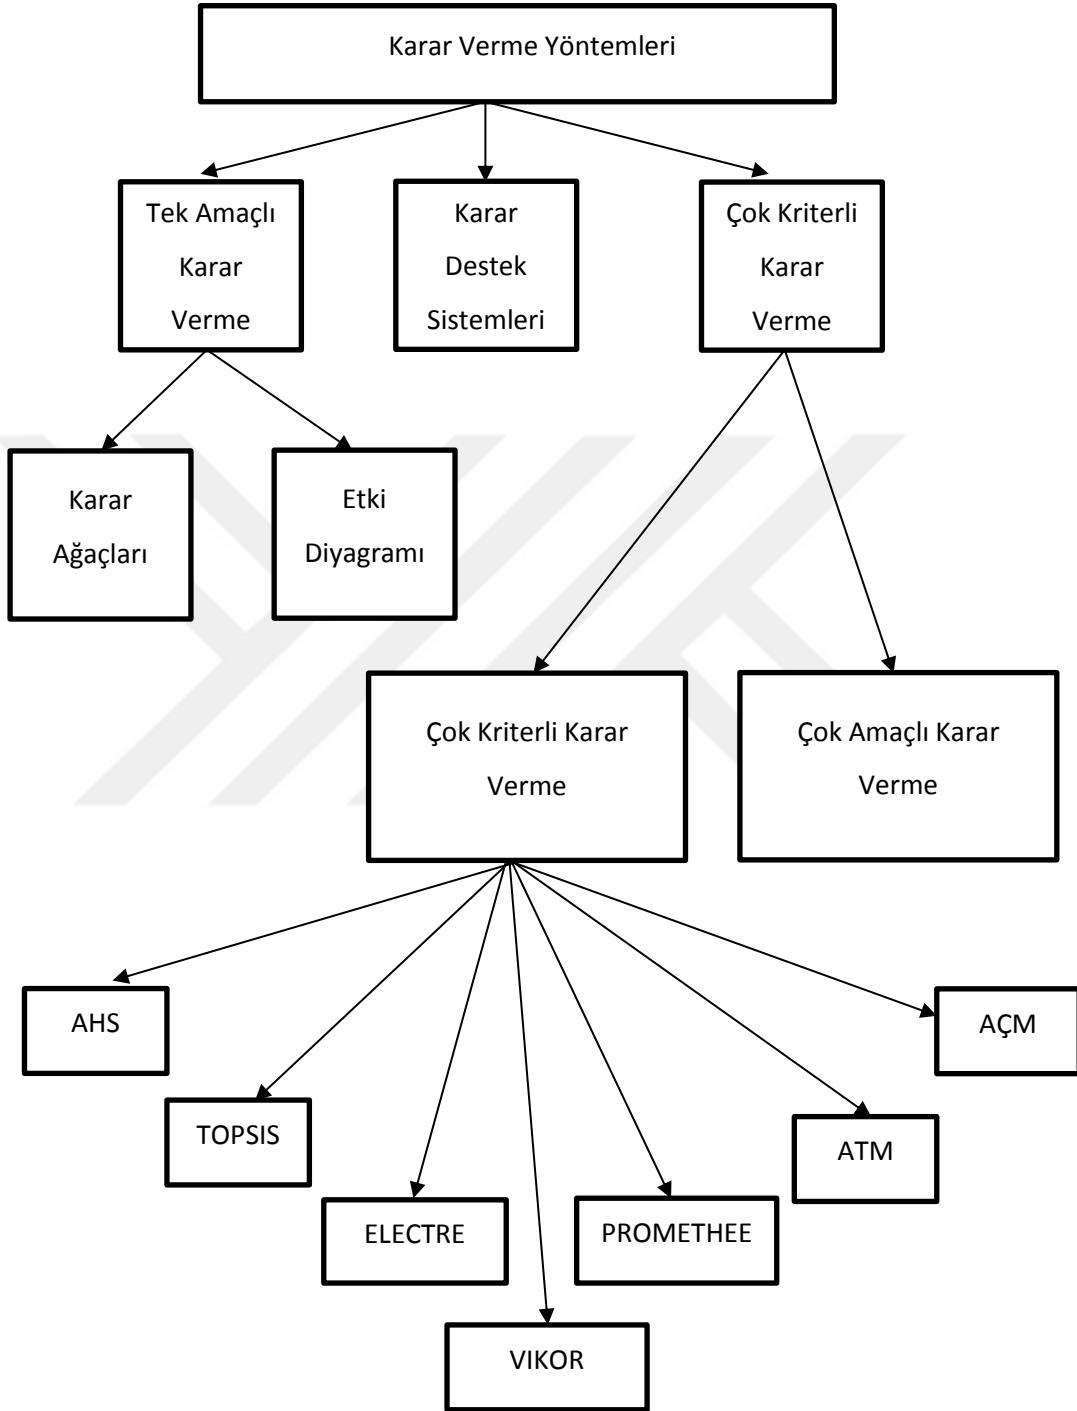 Karar Verme Yöntemleri
Tek Amaçlı
Karar
Verme
Karar
Destek
Sistemleri
Çok Kriterli
Karar
Verme
Karar
Ağaçları
Etki
Diyagramı
Çok Kriterli Karar
Verme
Çok Amaçlı Karar
Verme
AHS
AÇM
TOPSIS
ATM
ELECTRE
PROMETHEE
VIKOR